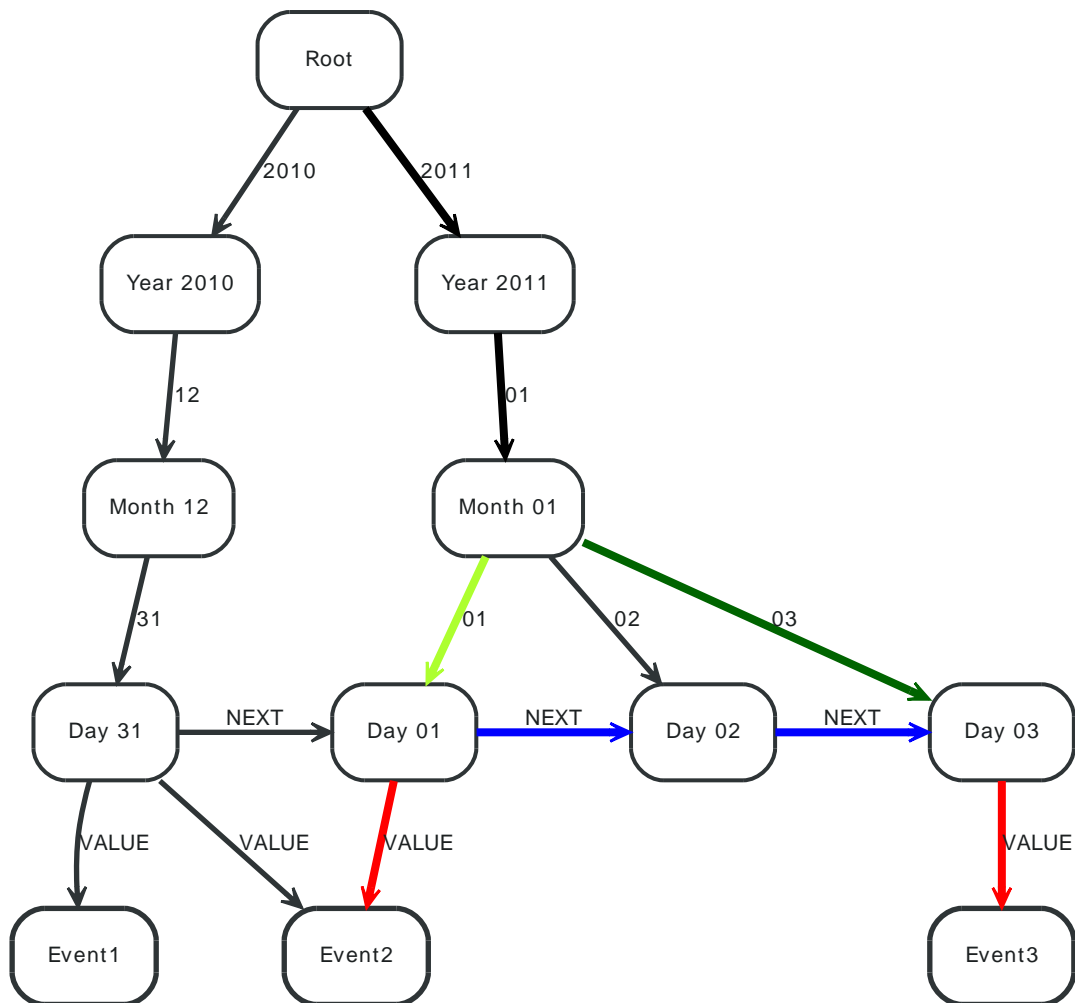 Root
2010
2011
Year 2010
Year 2011
12
01
Month 12
Month 01
31
01
02
03
Day 31
NEXT
Day 01
NEXT
Day 02
NEXT
Day 03
VALUE
VALUE
VALUE
VALUE
Event1
Event2
Event3